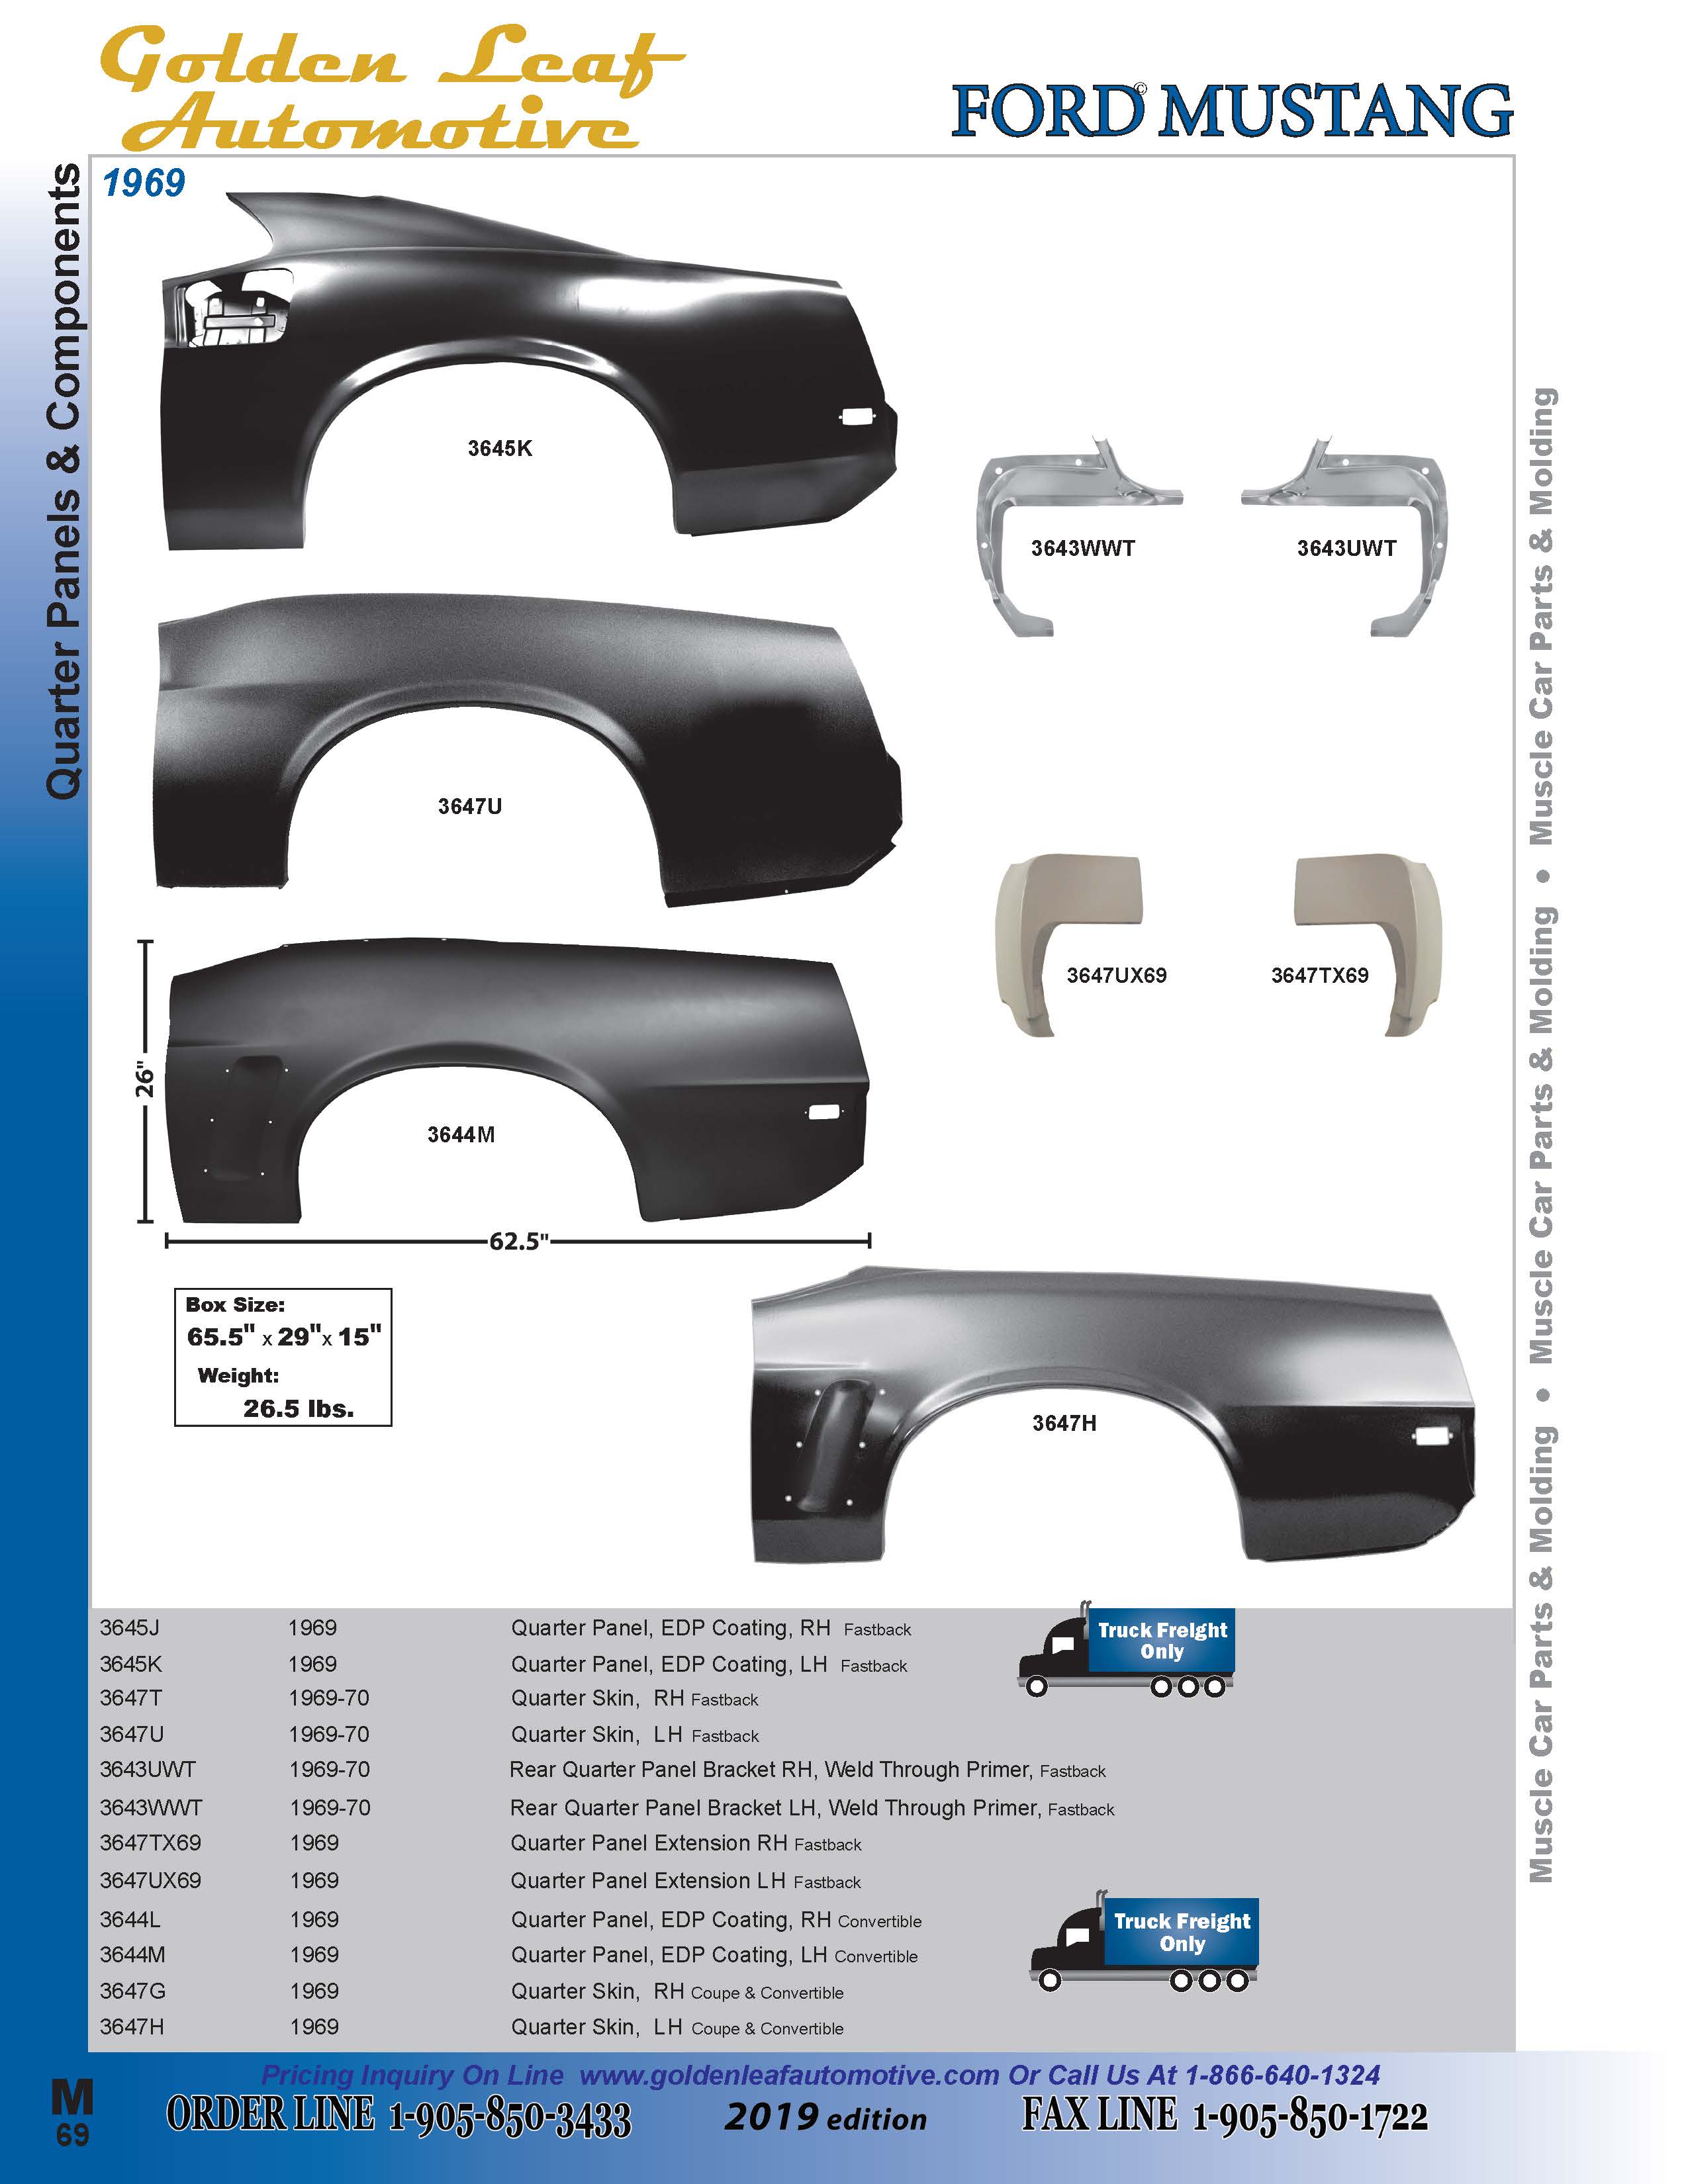 Golden Leaf
Automotive
FORD© MUSTANG
Quarter Panels & Components
1969
3645K
3643WWT
3643UWT
3647U
3647UX69
3647TX69
26"
3644M
62.5"
Box Size:
65.5" x 29"x 15"
Weight:
26.5 lbs.
3647H
3645J 1969 Quarter Panel, EDP Coating, RH Fastback
3645K 1969 Quarter Panel, EDP Coating, LH Fastback
3647T 1969-70 Quarter Skin, RH Fastback
3647U 1969-70 Quarter Skin, LH Fastback
3643UWT 1969-70 Rear Quarter Panel Bracket RH, Weld Through Primer, Fastback
3643WWT 1969-70 Rear Quarter Panel Bracket LH, Weld Through Primer, Fastback
3647TX69 1969 Quarter Panel Extension RH Fastback
3647UX69 1969 Quarter Panel Extension LH Fastback
3644L 1969 Quarter Panel, EDP Coating, RH Convertible
3644M 1969 Quarter Panel, EDP Coating, LH Convertible
3647G 1969 Quarter Skin, RH Coupe & Convertible
3647H 1969 Quarter Skin, LH Coupe & Convertible
Truck Freight
Only
Truck Freight
Only
Muscle Car Parts & Molding • Muscle Car Parts & Molding • Muscle Car Parts & Molding
Pricing Inquiry On Line www.goldenleafautomotive.com Or Call Us At 1-866-640-1324
M
69
ORDER LINE 1-905-850-3433 2019 edition FAX LINE 1-905-850-1722